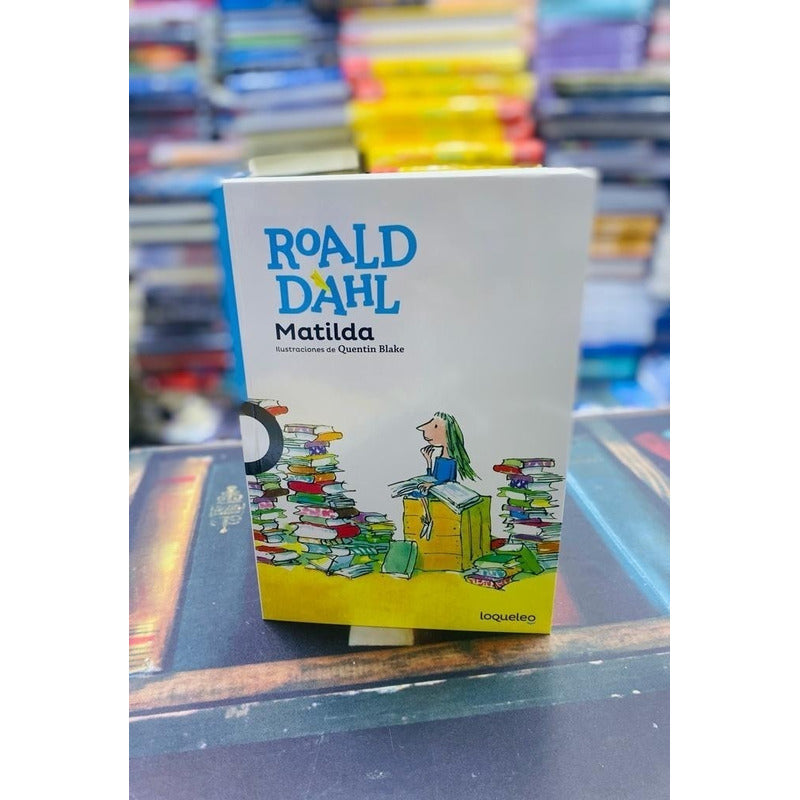 ROALD
DAHL
Matilda
Ilustraciones de Quentin Blake
loqueleo